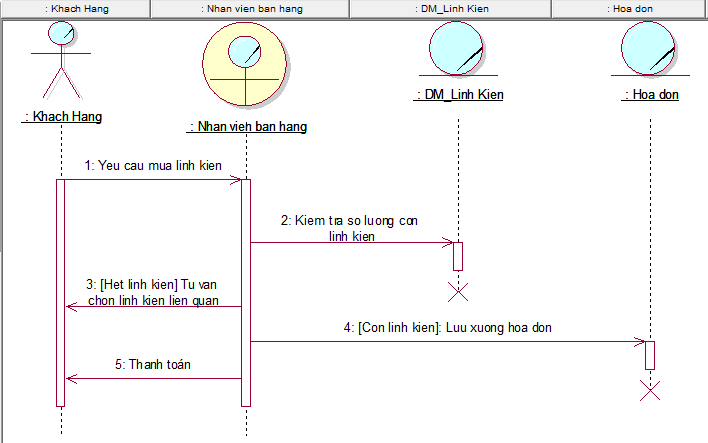 : Khach Hang
: Nhan vien ban hang
: DM_Linh Kien
: Hoa don
: Khach Hang
: Nhan vien ban hang
: DM_Linh Kien
: Hoa don
1: Yeu cau mua linh kien
2: Kiem tra so luong con
linh kien
3: [Het linh kien] Tu van
chon linh kien lien quan
4: [Con linh kien]: Luu xuong hoa don
5: Thanh toán